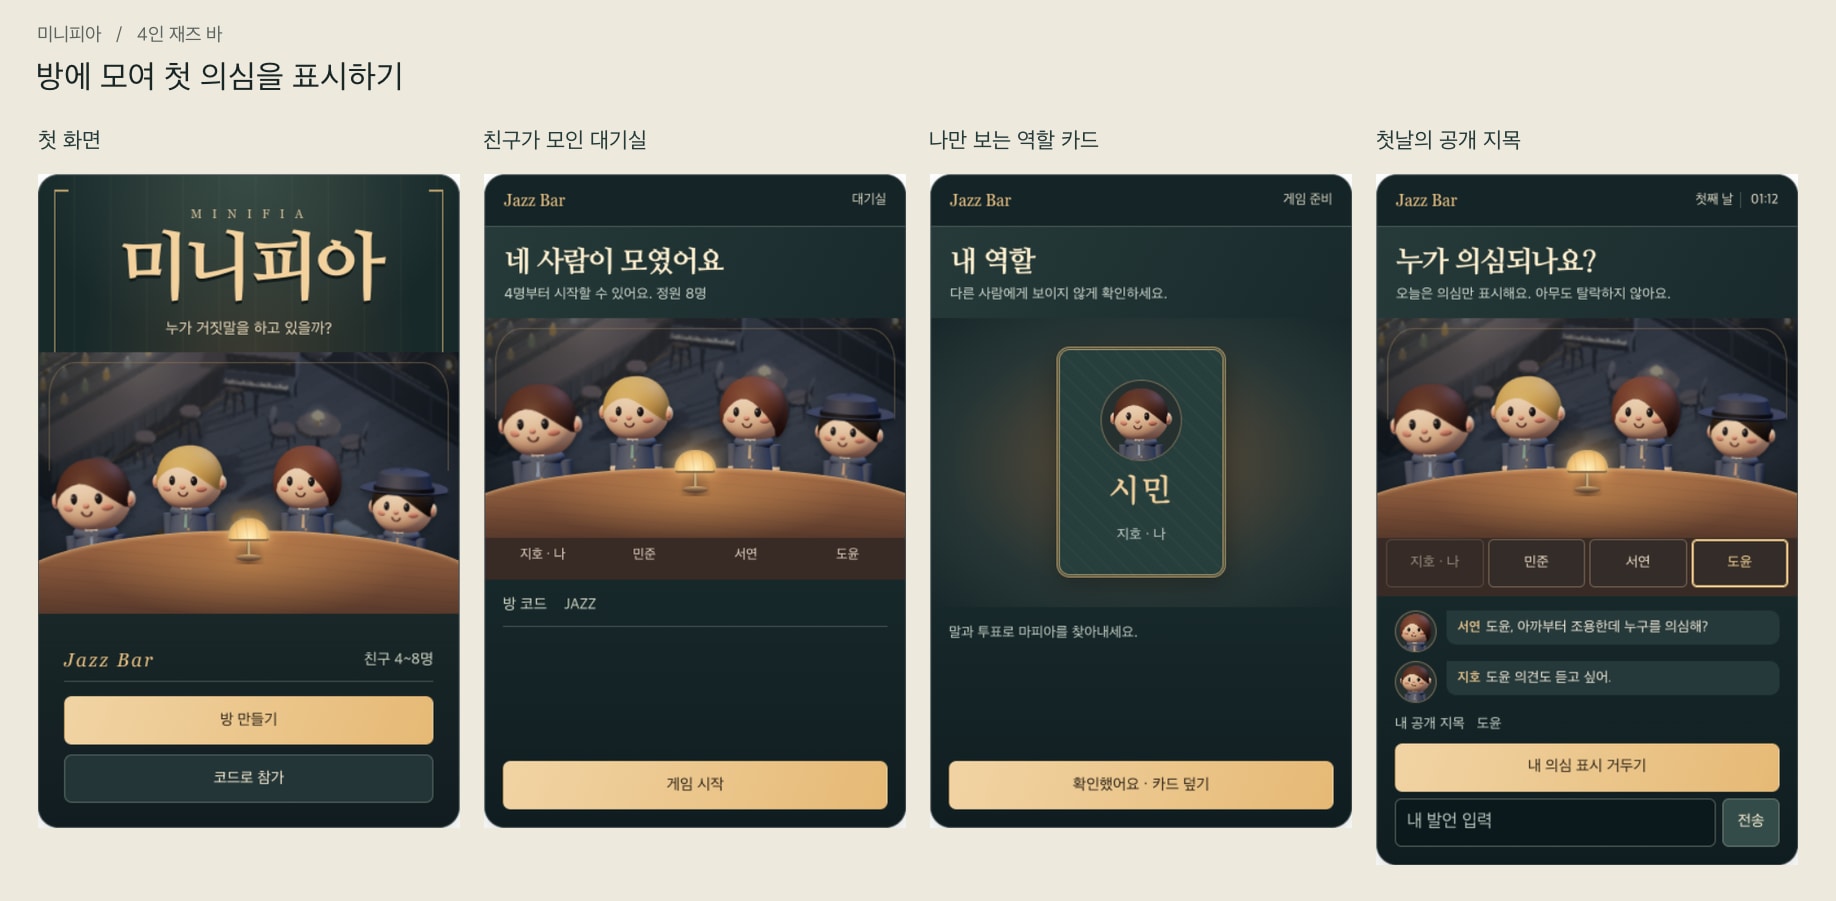 미니피아 / 4인 재즈 바
방에 모여 첫 의심을 표시하기
첫 화면
MINIFIA
미니피아
누가 거짓말을 하고 있을까?
Jazz Bar
친구 4~8명
방 만들기
코드로 참가
친구가 모인 대기실
Jazz Bar
대기실
네 사람이 모였어요
4명부터 시작할 수 있어요. 정원 8명
지호 · 나
민준
서연
도윤
방 코드 JAZZ
게임 시작
나만 보는 역할 카드
Jazz Bar
게임 준비
내 역할
다른 사람에게 보이지 않게 확인하세요.
시민
지호 · 나
말과 투표로 마피아를 찾아내세요.
확인했어요 · 카드 덮기
첫날의 공개 지목
Jazz Bar
첫째 날 | 01:12
누가 의심되나요?
오늘은 의심만 표시해요. 아무도 탈락하지 않아요.
지호 · 나
민준
서연
도윤
서연 도윤, 아까부터 조용한데 누구를 의심해?
지호 도윤 의견도 듣고 싶어.
내 공개 지목 도윤
내 의심 표시 거두기
내 발언 입력
전송